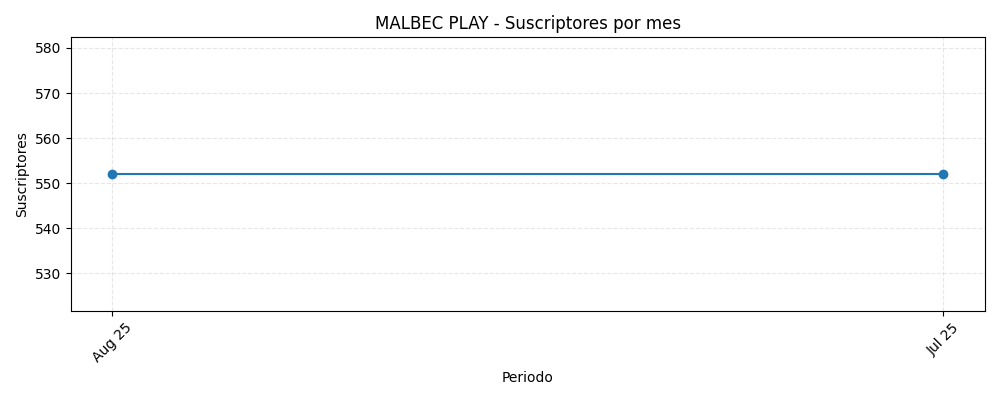 MALBEC PLAY - Suscriptores por mes
580
570
560
550
540
530
Suscriptores
Aug 25
Jul 25
Periodo